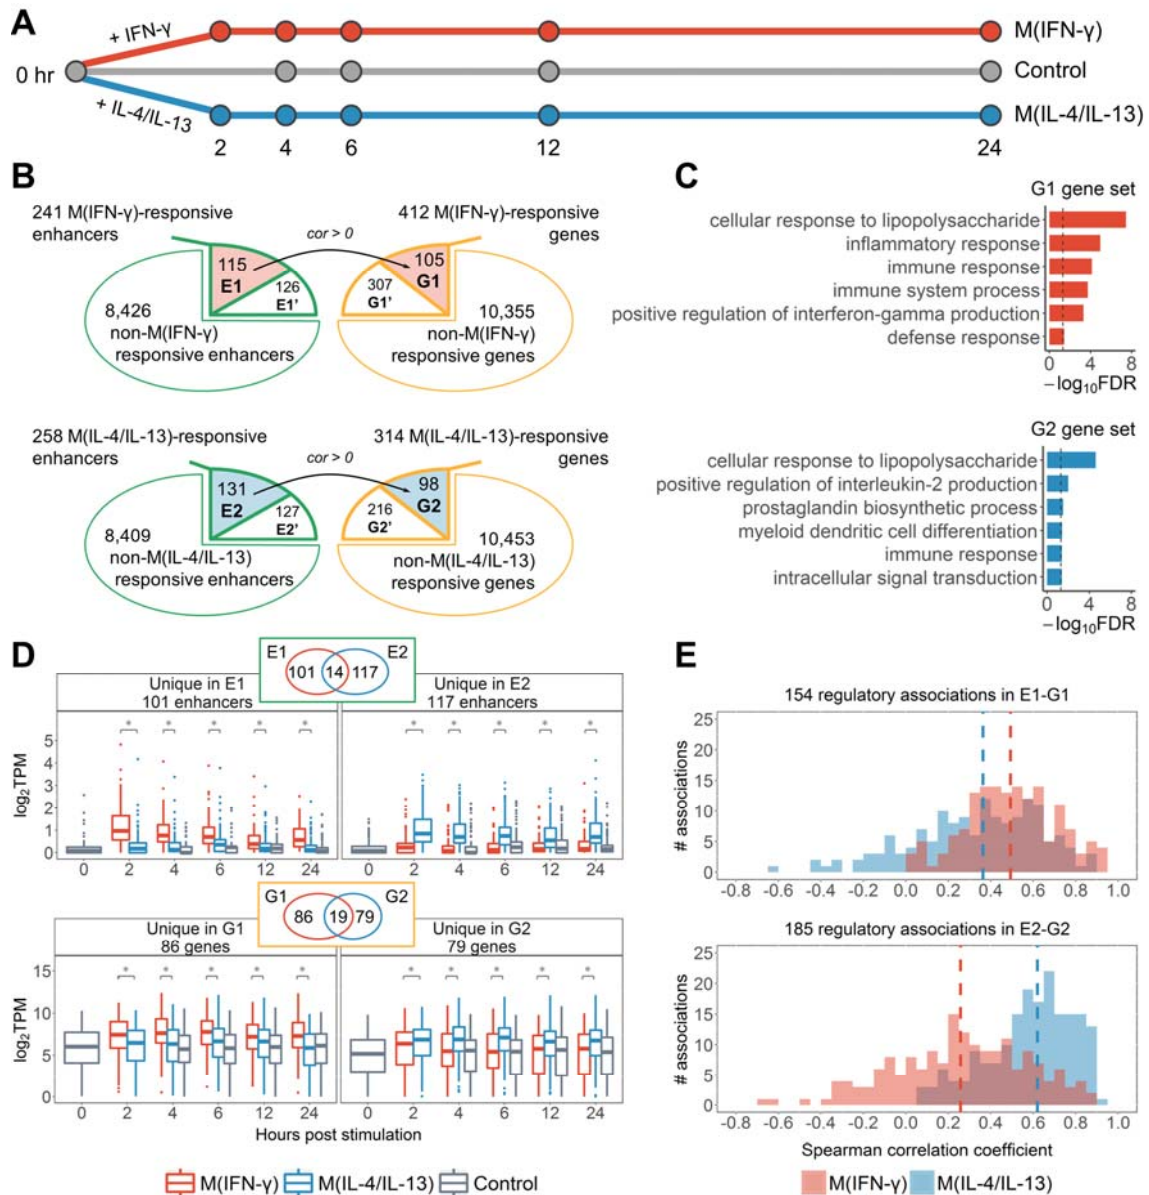 A
+ IFN-γ
M(IFN-γ)
0 hr
Control
+ IL-4/IL-13
M(IL-4/IL-13)
2 4 6 12 24
B
241 M(IFN-γ)-responsive
enhancers
412 M(IFN-γ)-responsive
genes
cor > 0
115
E1
126
E1'
105
G1
307
G1'
8,426
non-M(IFN-γ)
responsive enhancers
10,355
non-M(IFN-γ)
responsive genes
258 M(IL-4/IL-13)-responsive
enhancers
314 M(IL-4/IL-13)-responsive
genes
cor > 0
131
E2
127
E2'
98
G2
216
G2'
8,409
non-M(IL-4/IL-13)
responsive enhancers
10,453
non-M(IL-4/IL-13)
responsive genes
C
G1 gene set
cellular response to lipopolysaccharide
inflammatory response
immune response
immune system process
positive regulation of interferon-gamma production
defense response
0 4 8
−log10FDR
G2 gene set
cellular response to lipopolysaccharide
positive regulation of interleukin-2 production
prostaglandin biosynthetic process
myeloid dendritic cell differentiation
immune response
intracellular signal transduction
0 4 8
−log10FDR
D
E1 101 14 117 E2
Unique in E1
101 enhancers
Unique in E2
117 enhancers
* * * * * * * * * *
log2TPM
5
4
3
2
1
0
0 2 4 6 12 24 0 2 4 6 12 24
G1 86 19 79 G2
Unique in G1
86 genes
Unique in G2
79 genes
* * * * * * * * * *
log2TPM
15
10
5
0
0 2 4 6 12 24 0 2 4 6 12 24
Hours post stimulation
M(IFN-γ) M(IL-4/IL-13) Control
E
154 regulatory associations in E1-G1
# associations
25
20
15
10
5
0
-0.8 -0.6 -0.4 -0.2 0.0 0.2 0.4 0.6 0.8 1.0
185 regulatory associations in E2-G2
# associations
25
20
15
10
5
0
-0.8 -0.6 -0.4 -0.2 0.0 0.2 0.4 0.6 0.8 1.0
Spearman correlation coefficient
M(IFN-γ) M(IL-4/IL-13)